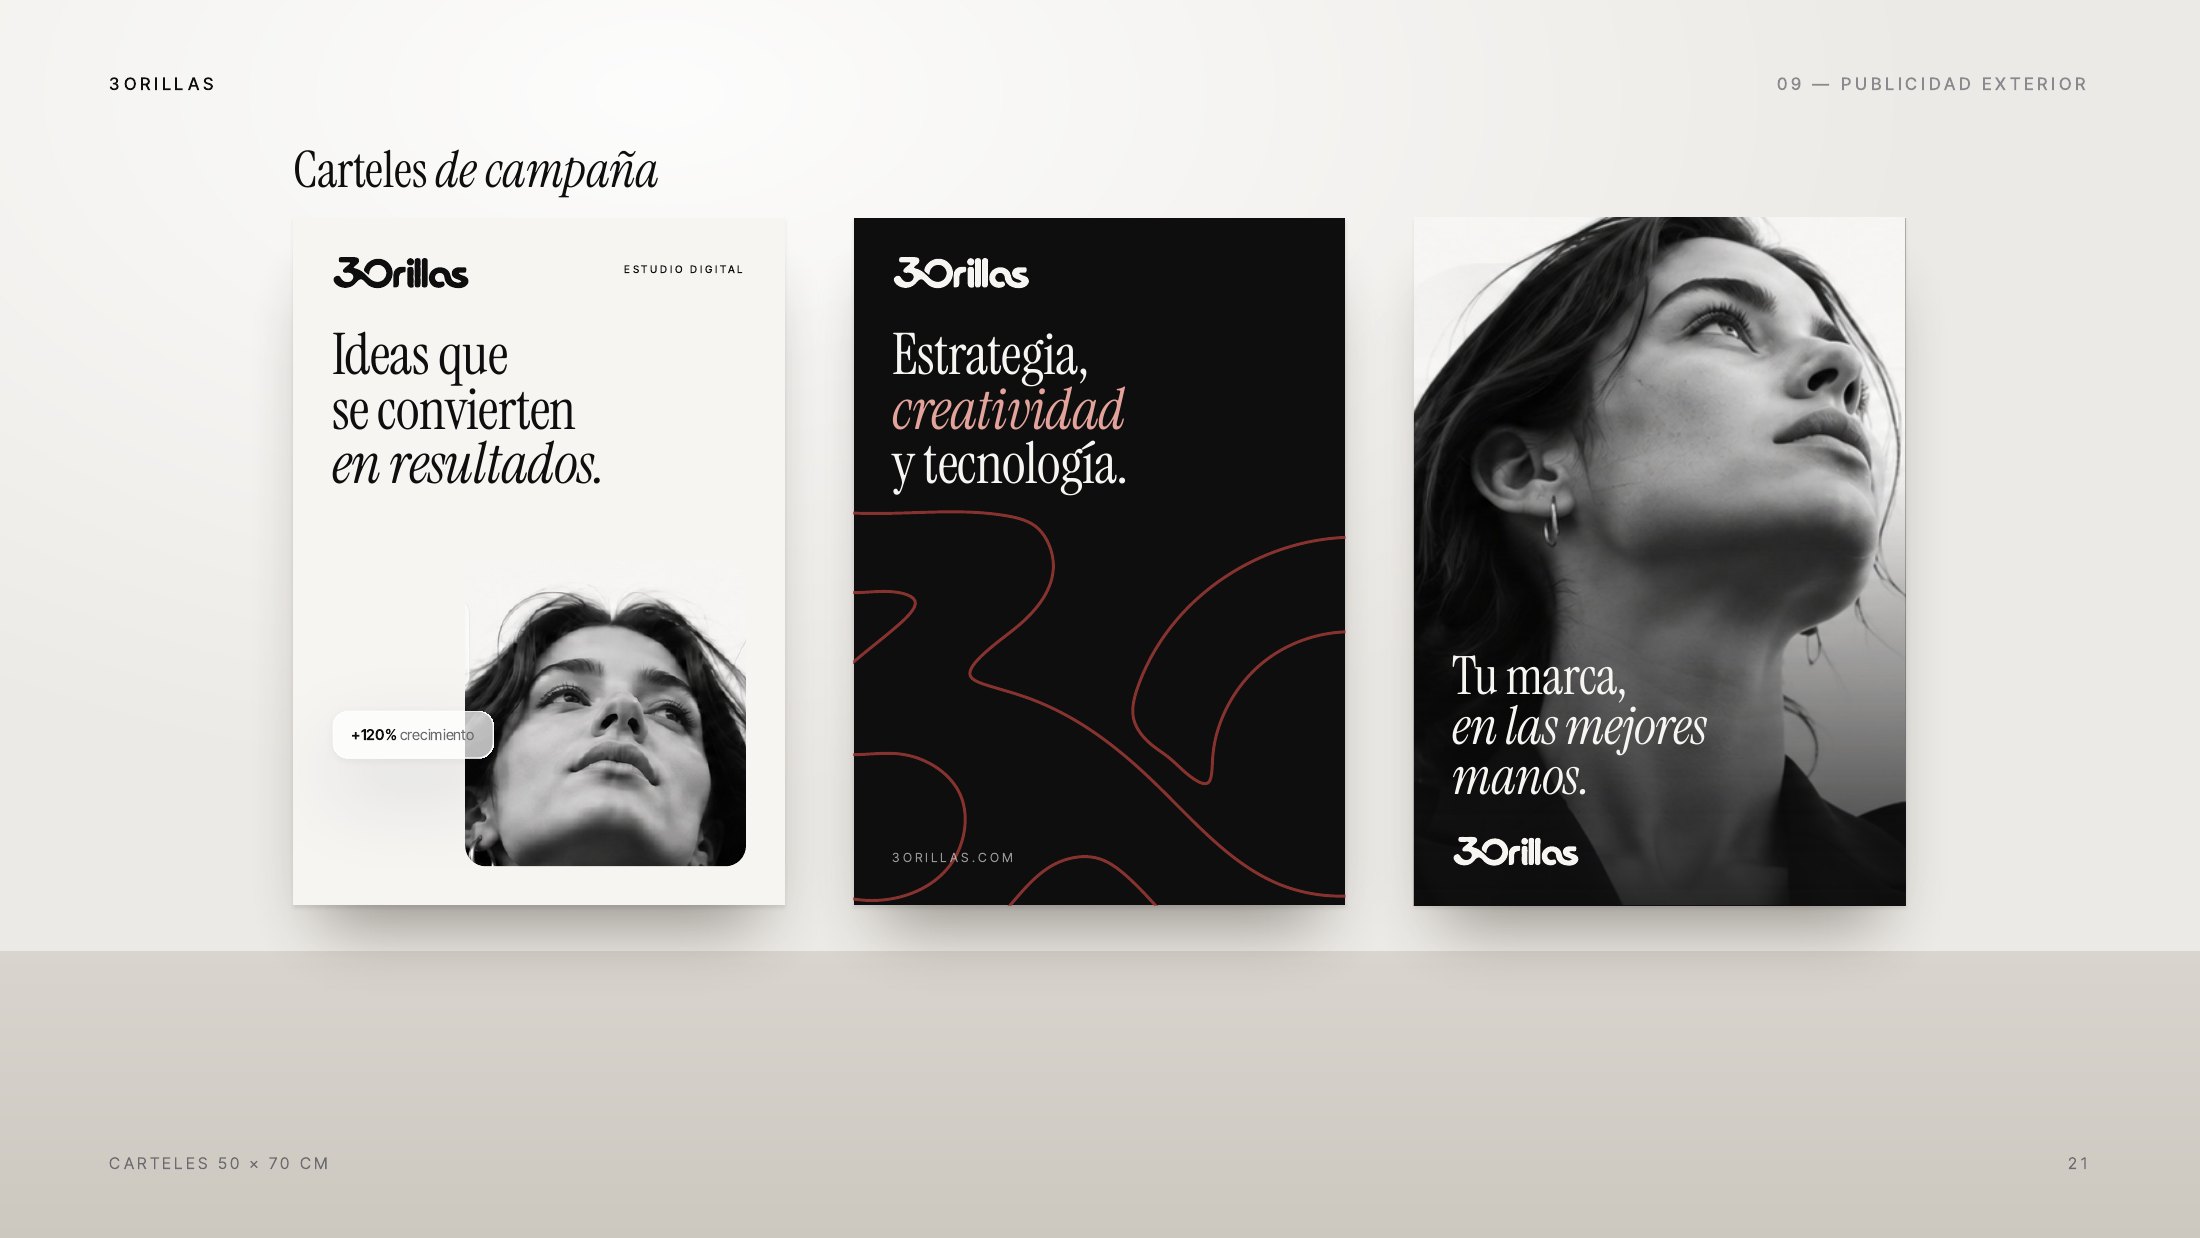 3ORILLAS
09 — PUBLICIDAD EXTERIOR
Carteles de campaña
3Orillas
ESTUDIO DIGITAL
Ideas que
se convierten
en resultados.
+120% crecimiento
3Orillas
Estrategia,
creatividad
y tecnología.
3ORILLAS.COM
Tu marca,
en las mejores
manos.
3Orillas
CARTELES 50 × 70 CM
21